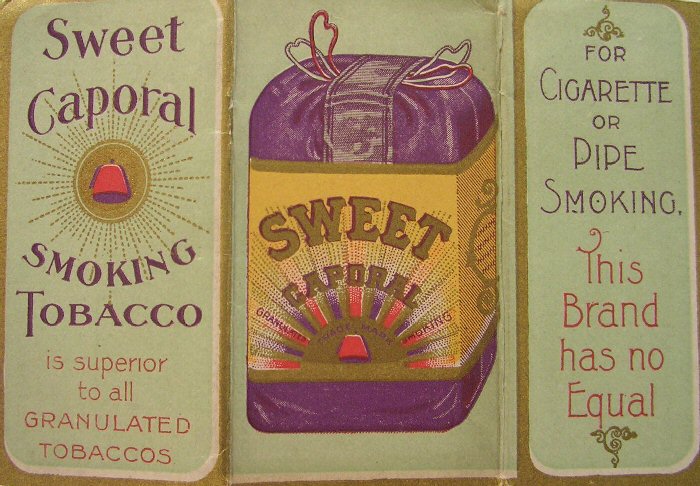 Sweet
Caporal
SMOKING
TOBACCO
is superior
to all
GRANULATED
TOBACCOS
SWEET
CAPORAL
GRANULATED
TRADE MARK
SMOKING
FOR
CIGARETTE
OR
PIPE
SMOKING.
This
Brand
has no
Equal